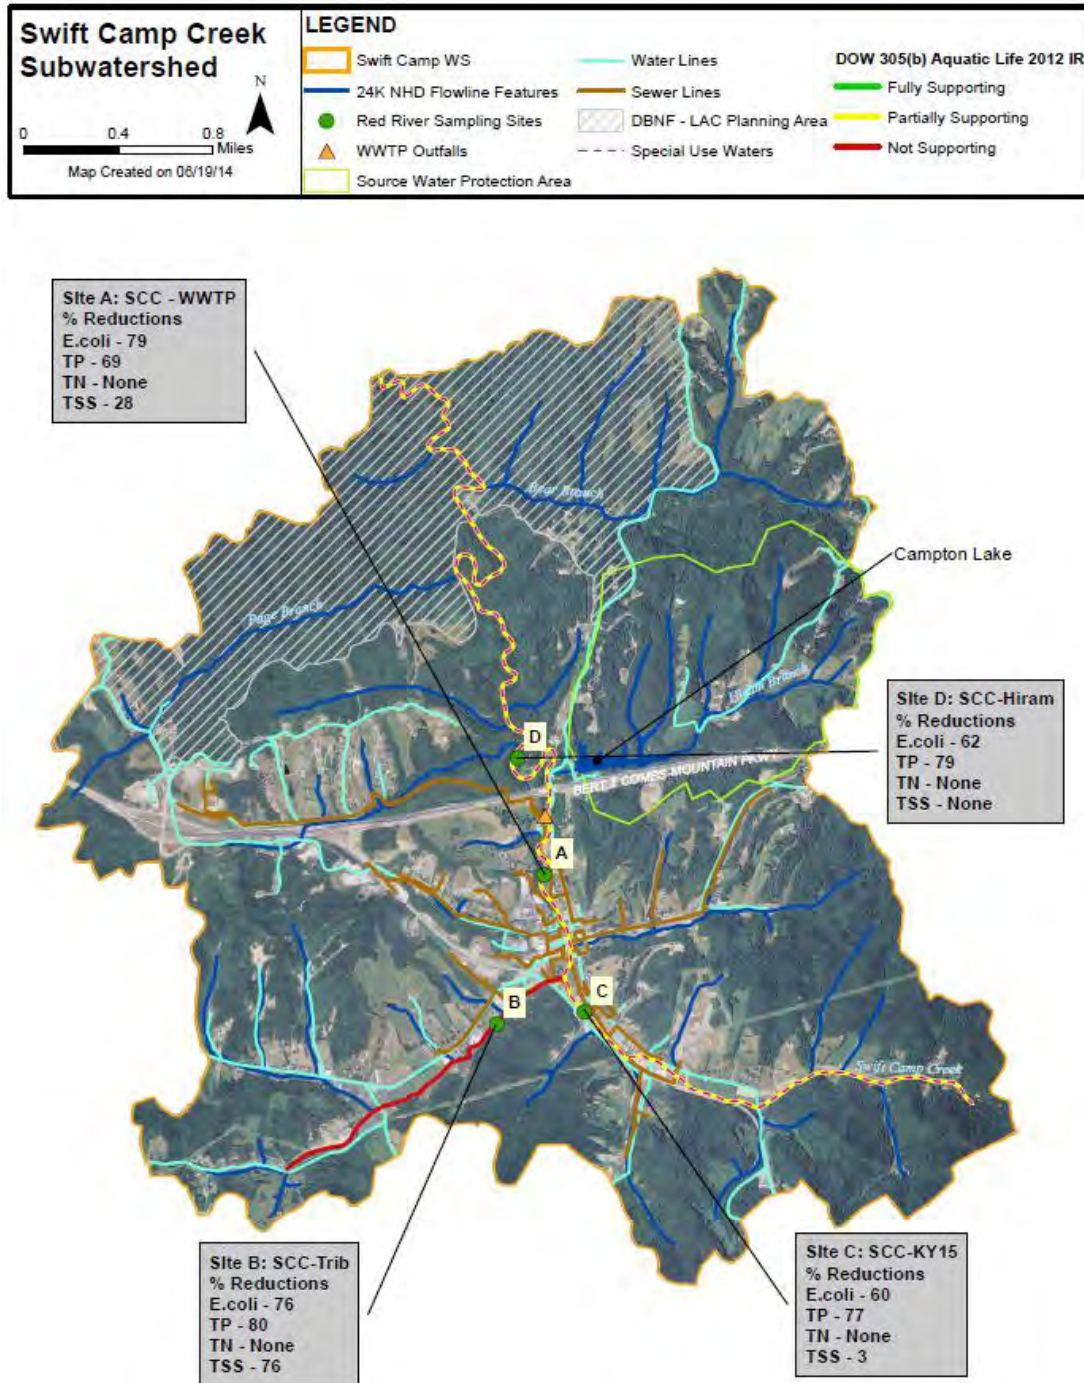 Swift Camp Creek
Subwatershed
N
0 0.4 0.8
Miles
Map Created on 06/19/14
LEGEND
Swift Camp WS
24K NHD Flowline Features
Red River Sampling Sites
WWTP Outfalls
Source Water Protection Area
Water Lines
Sewer Lines
DBNF - LAC Planning Area
Special Use Waters
DOW 305(b) Aquatic Life 2012 IR
Fully Supporting
Partially Supporting
Not Supporting
Site A: SCC - WWTP
% Reductions
E.coli - 79
TP - 69
TN - None
TSS - 28
Bear Branch
Campton Lake
Page Branch
Hiram Branch
Site D: SCC-Hiram
% Reductions
E.coli - 62
TP - 79
TN - None
TSS - None
D
BERT T COMBS MOUNTAIN PKWY
A
B
C
Swift Camp Creek
Site B: SCC-Trib
% Reductions
E.coli - 76
TP - 80
TN - None
TSS - 76
Site C: SCC-KY15
% Reductions
E.coli - 60
TP - 77
TN - None
TSS - 3